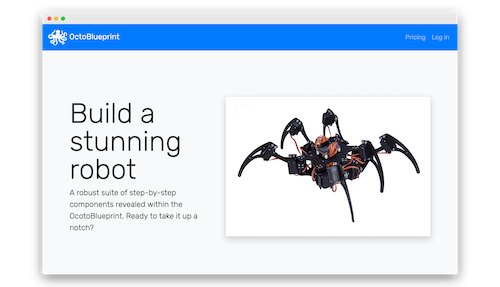 OctoBlueprint
Pricing Log in
Build a
stunning
robot
A robust suite of step-by-step
components revealed within the
OcotoBlueprint. Ready to take it up a
notch?